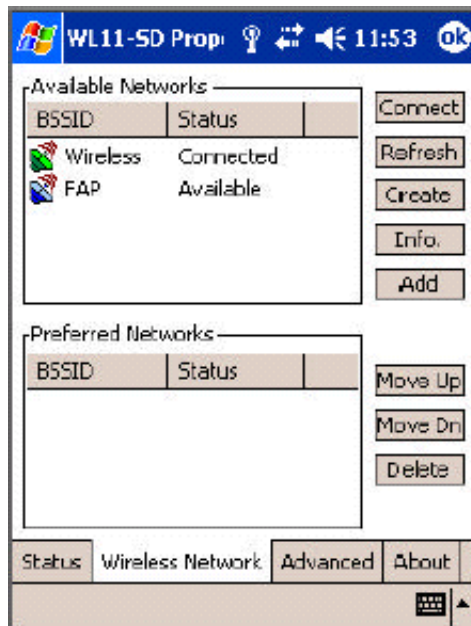 WL11-SD Prop 11:53 ok
Available Networks
BSSID Status
Wireless Connected
FAP Available
Connect
Refresh
Create
Info.
Add
Preferred Networks
BSSID Status
Move Up
Move Dn
Delete
Status Wireless Network Advanced About